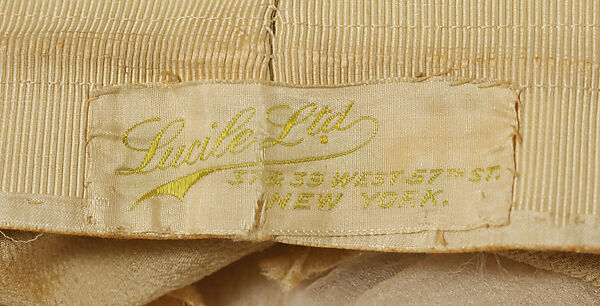 Lucile Ltd
37 & 39 WEST 57TH ST.
NEW YORK.